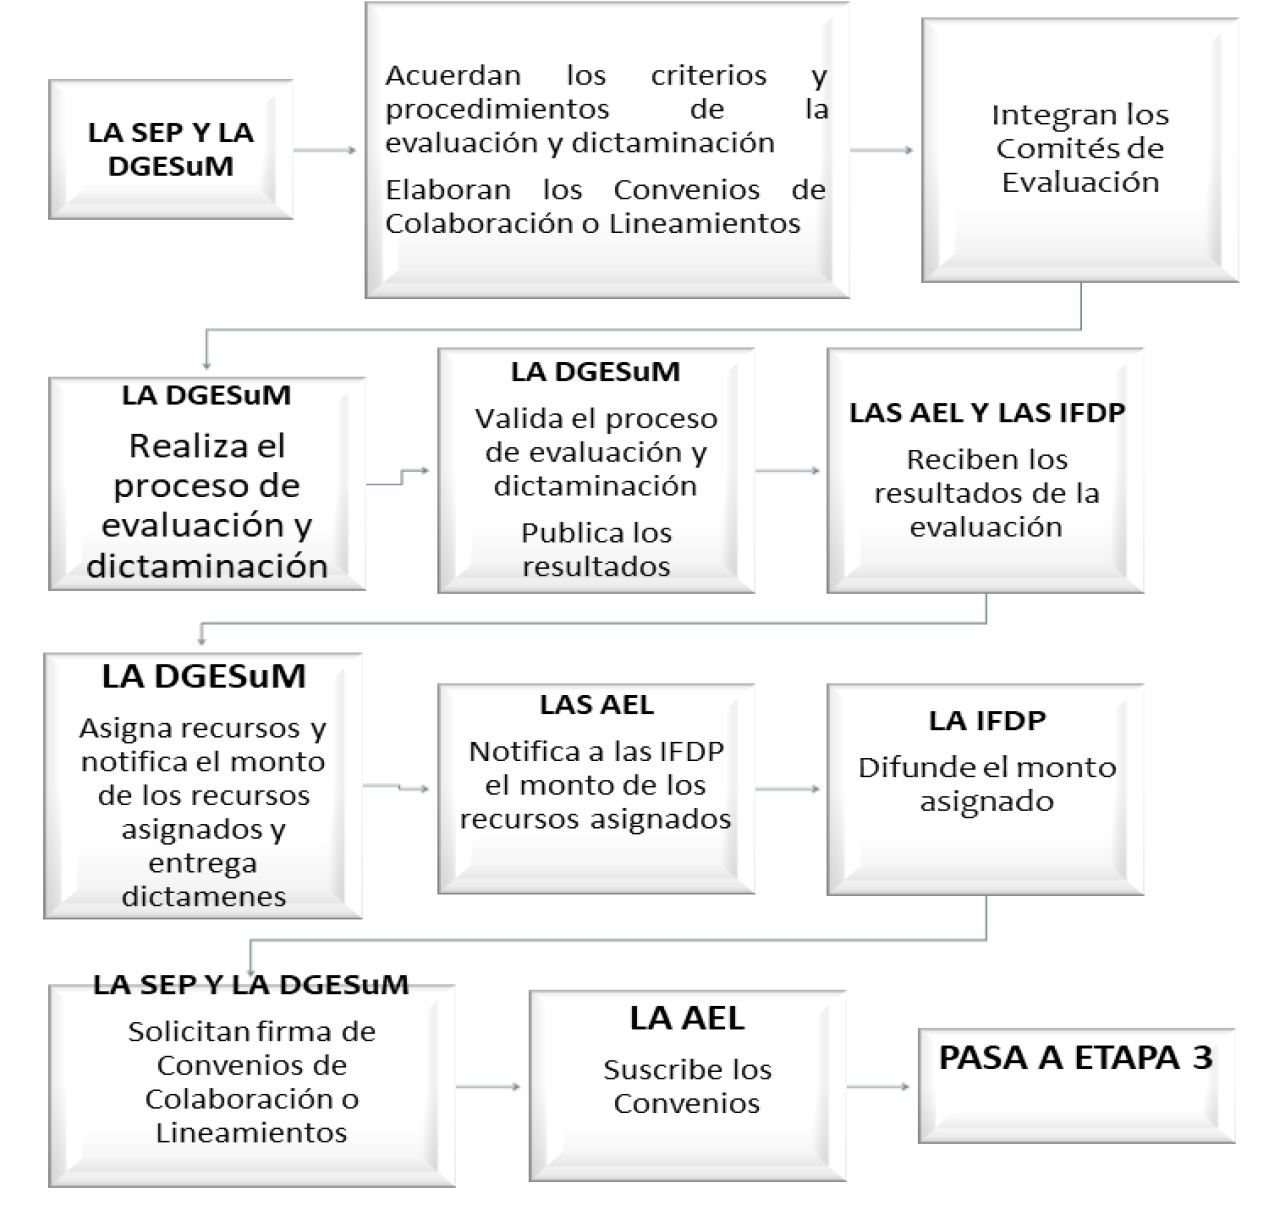 LA SEP Y LA
DGESuM
Acuerdan los criterios y
procedimientos de la
evaluación y dictaminación
Elaboran los Convenios de
Colaboración o Lineamientos
Integran los
Comités de
Evaluación
LA DGESuM
Realiza el
proceso de
evaluación y
dictaminación
LA DGESuM
Valida el proceso
de evaluación y
dictaminación
Publica los
resultados
LAS AEL Y LAS IFDP
Reciben los
resultados de la
evaluación
LA DGESuM
Asigna recursos y
notifica el monto
de los recursos
asignados y
entrega
dictamenes
LAS AEL
Notifica a las IFDP
el monto de los
recursos asignados
LA IFDP
Difunde el monto
asignado
LA SEP Y LA DGESuM
Solicitan firma de
Convenios de
Colaboración o
Lineamientos
LA AEL
Suscribe los
Convenios
PASA A ETAPA 3